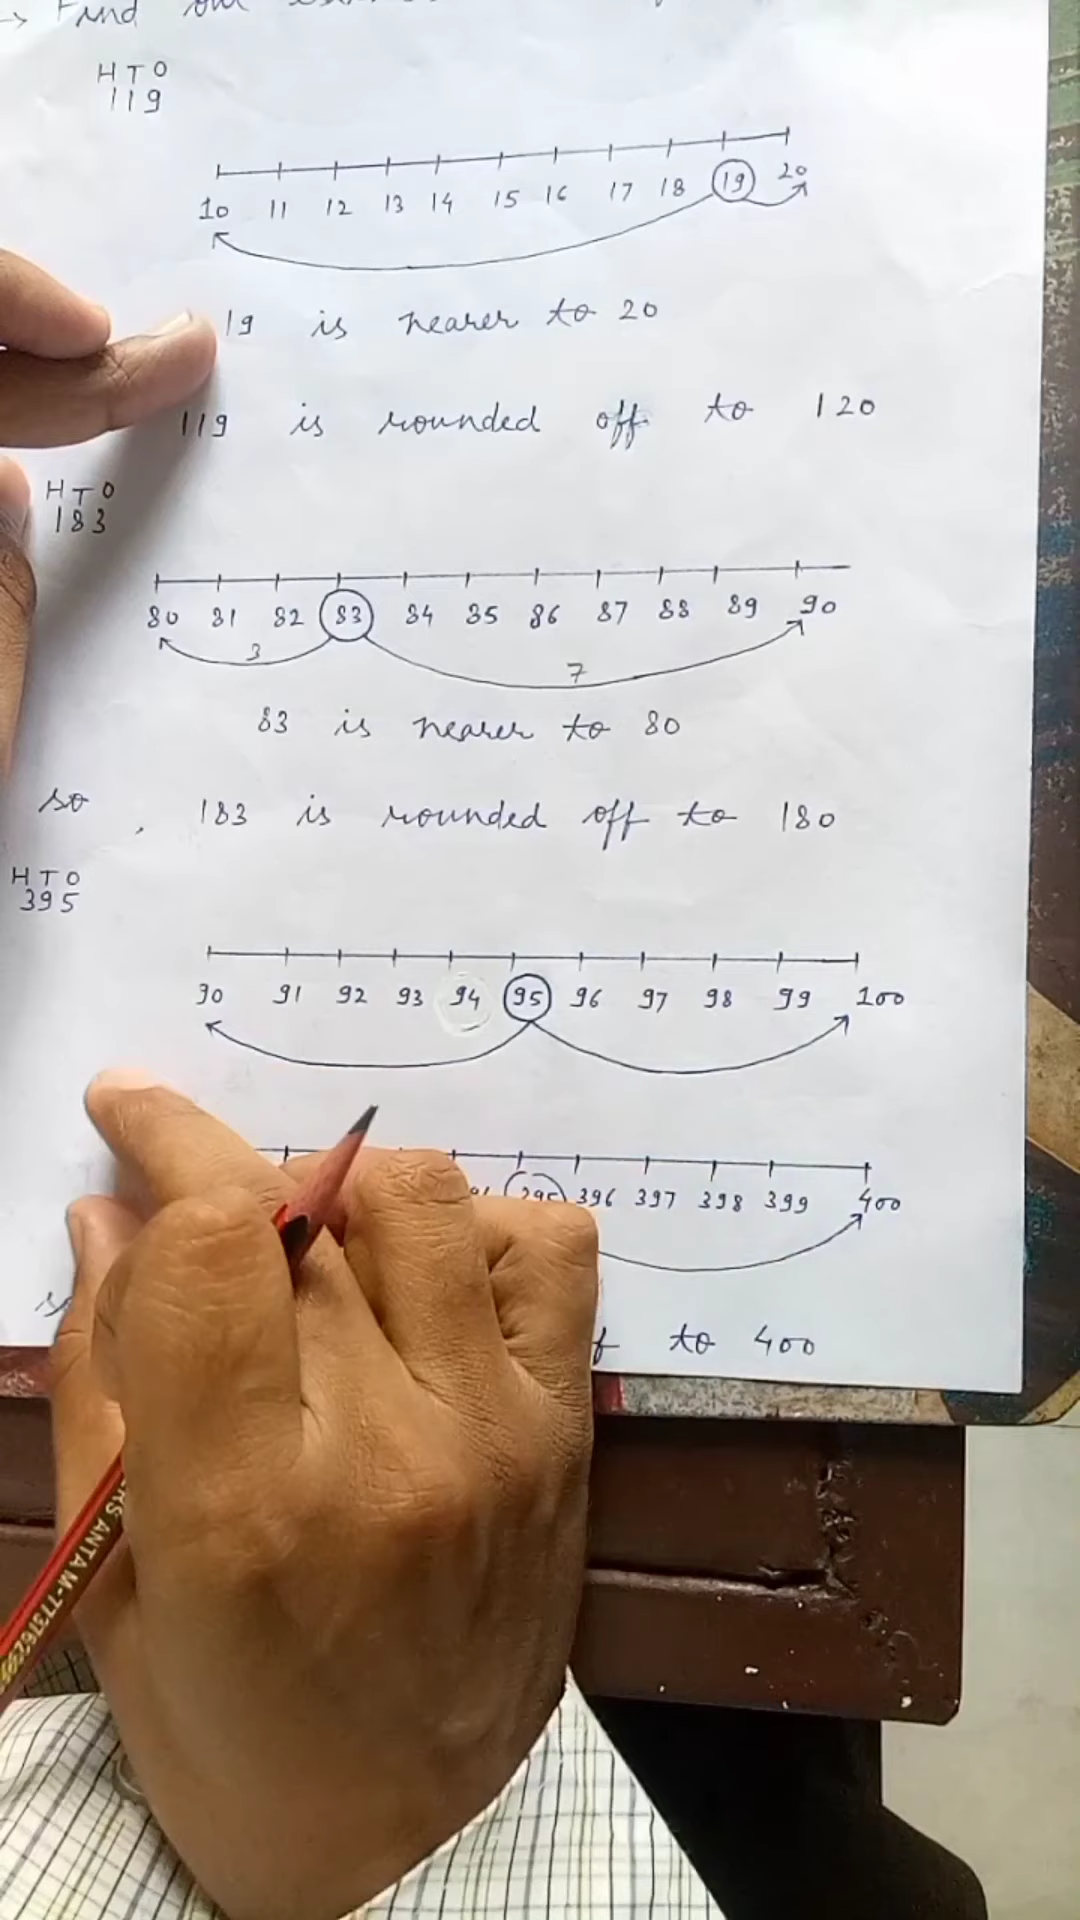 → Find
H T O
119
10 11 12 13 14 15 16 17 18 19 20
19 is nearer to 20
119 is rounded off to 120
H T O
183
80 81 82 83 84 85 86 87 88 89 90
3 7
83 is nearer to 80
so, 183 is rounded off to 180
H T O
395
90 91 92 93 94 95 96 97 98 99 100
395 396 397 398 399 400
to 400